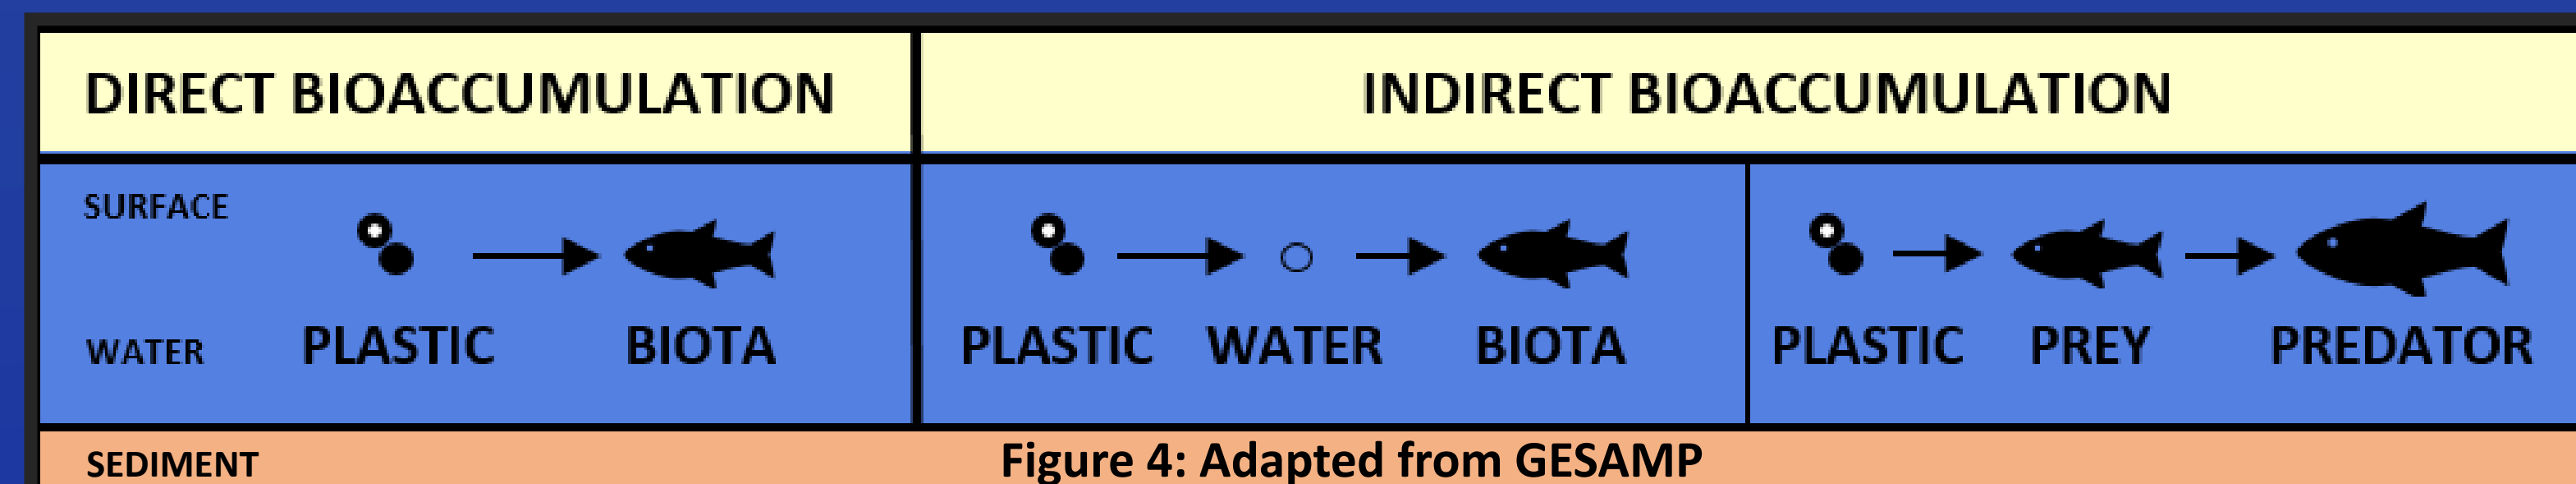 DIRECT BIOACCUMULATION
INDIRECT BIOACCUMULATION
SURFACE
WATER
PLASTIC BIOTA
PLASTIC WATER BIOTA
PLASTIC PREY PREDATOR
SEDIMENT
Figure 4: Adapted from GESAMP